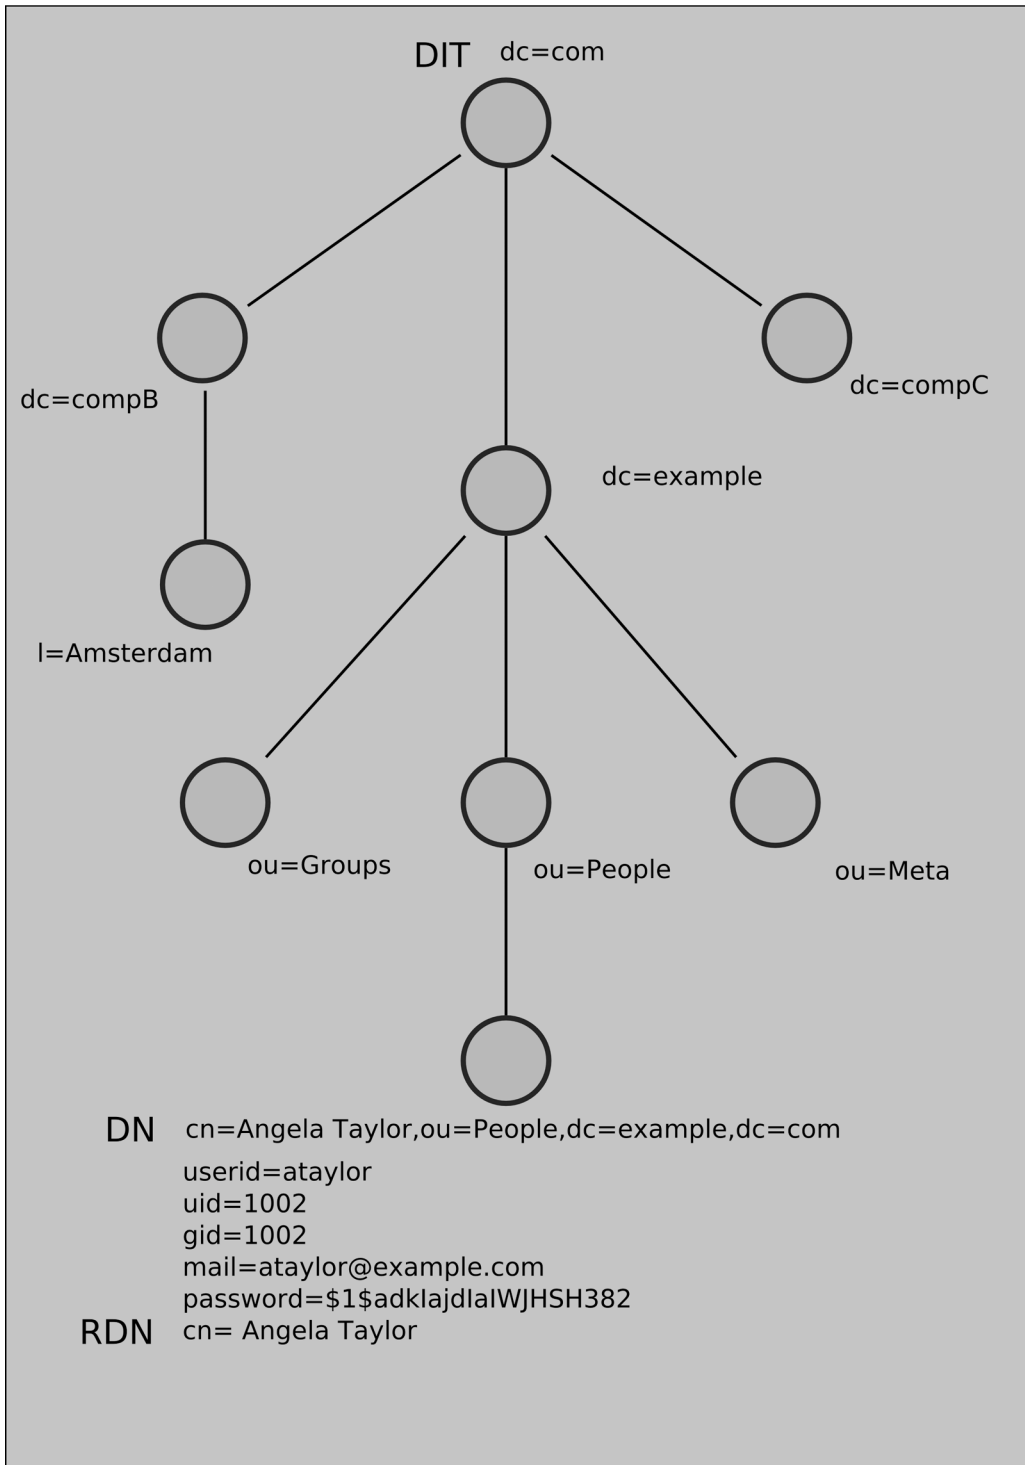 DIT dc=com
dc=compB
dc=compC
dc=example
l=Amsterdam
ou=Groups
ou=People
ou=Meta
DN cn=Angela Taylor,ou=People,dc=example,dc=com
userid=ataylor
uid=1002
gid=1002
mail=ataylor@example.com
password=$1$adklajdIaIWJHSH382
RDN cn= Angela Taylor